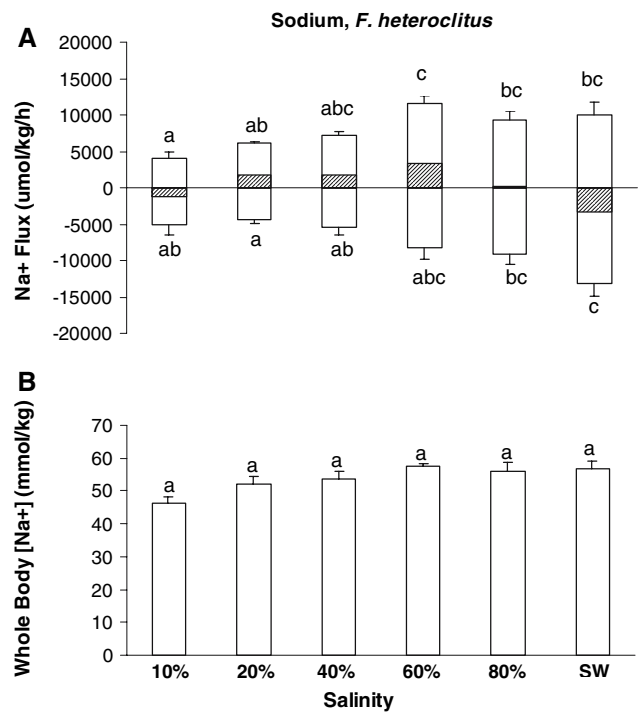 Sodium, F. heteroclitus
A
Na+ Flux (umol/kg/h)
20000
15000
10000
5000
0
-5000
-10000
-15000
-20000
a
ab
abc
c
bc
bc
ab
a
ab
abc
bc
c
B
Whole Body [Na+] (mmol/kg)
70
60
50
40
30
20
10
0
a
a
a
a
a
a
10% 20% 40% 60% 80% SW
Salinity